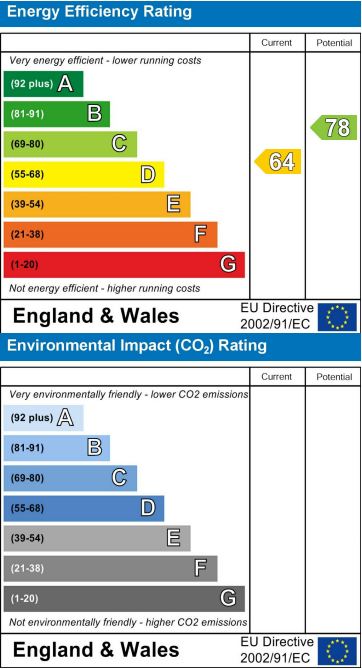 Energy Efficiency Rating
Current Potential
Very energy efficient - lower running costs
(92 plus) A
(81-91) B
(69-80) C
(55-68) D
(39-54) E
(21-38) F
(1-20) G
64
78
Not energy efficient - higher running costs
England & Wales
EU Directive
2002/91/EC
Environmental Impact (CO₂) Rating
Current Potential
Very environmentally friendly - lower CO2 emissions
(92 plus) A
(81-91) B
(69-80) C
(55-68) D
(39-54) E
(21-38) F
(1-20) G
Not environmentally friendly - higher CO2 emissions
England & Wales
EU Directive
2002/91/EC